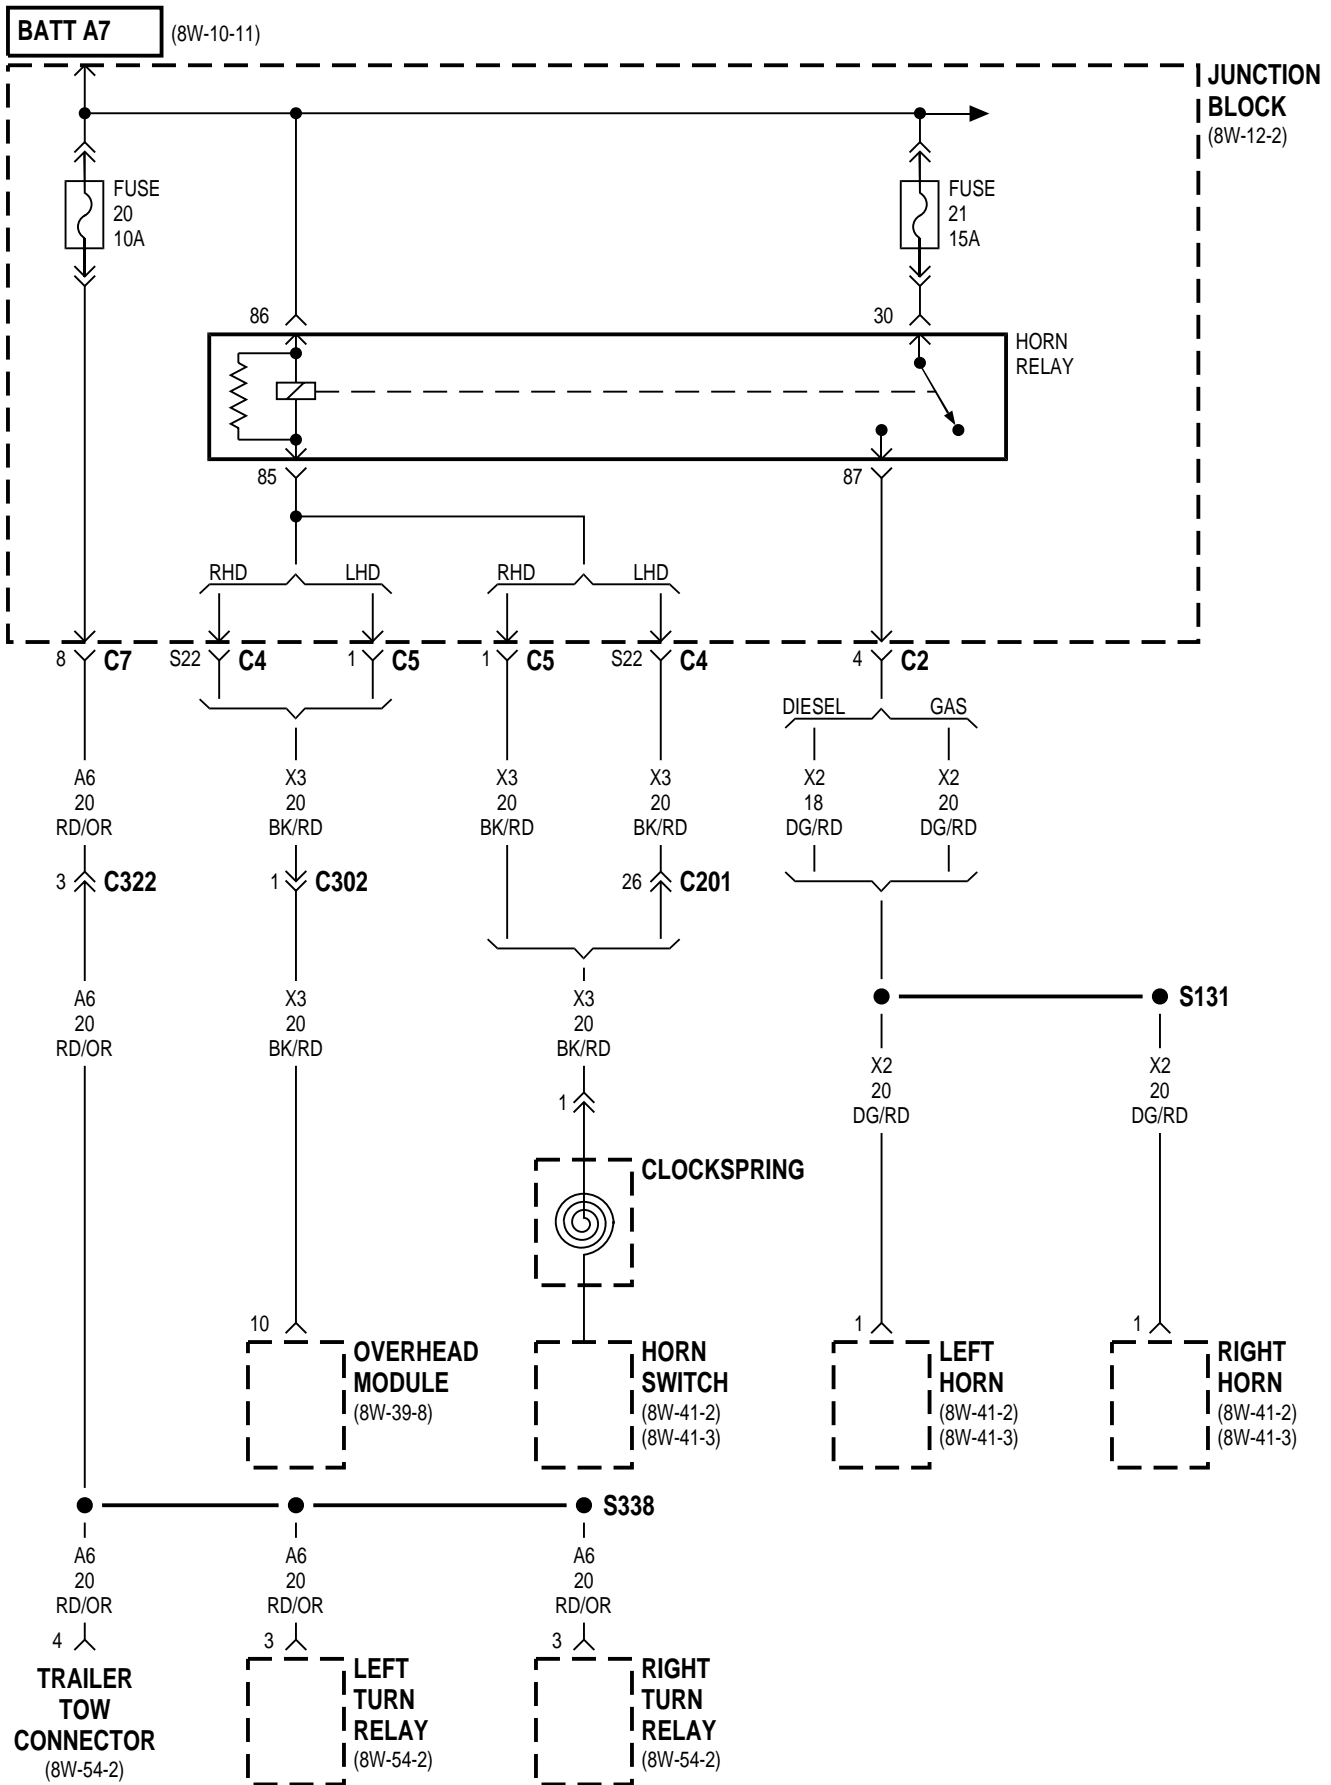 BATT A7 (8W-10-11)
JUNCTION
BLOCK
(8W-12-2)
FUSE
20
10A
FUSE
21
15A
86
30
HORN
RELAY
85
87
RHD LHD
RHD LHD
8 C7
S22 C4
1 C5
1 C5
S22 C4
4 C2
DIESEL GAS
A6
20
RD/OR
X3
20
BK/RD
X3
20
BK/RD
X3
20
BK/RD
X2
18
DG/RD
X2
20
DG/RD
3 C322
1 C302
26 C201
A6
20
RD/OR
X3
20
BK/RD
X3
20
BK/RD
S131
X2
20
DG/RD
X2
20
DG/RD
1
CLOCKSPRING
10
OVERHEAD
MODULE
(8W-39-8)
HORN
SWITCH
(8W-41-2)
(8W-41-3)
1
LEFT
HORN
(8W-41-2)
(8W-41-3)
1
RIGHT
HORN
(8W-41-2)
(8W-41-3)
S338
A6
20
RD/OR
A6
20
RD/OR
A6
20
RD/OR
4
TRAILER
TOW
CONNECTOR
(8W-54-2)
3
LEFT
TURN
RELAY
(8W-54-2)
3
RIGHT
TURN
RELAY
(8W-54-2)